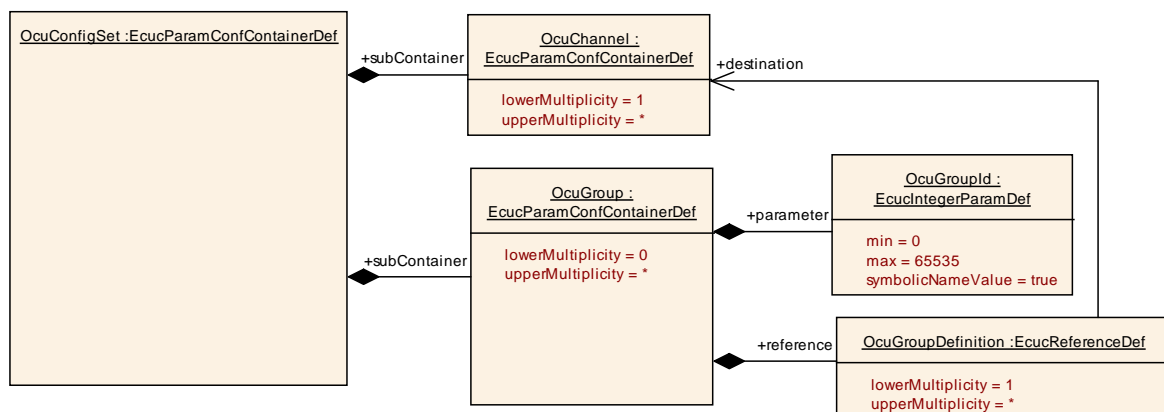 OcuConfigSet :EcucParamConfContainerDef
+subContainer
OcuChannel :
EcucParamConfContainerDef
lowerMultiplicity = 1
upperMultiplicity = *
+destination
+subContainer
OcuGroup :
EcucParamConfContainerDef
lowerMultiplicity = 0
upperMultiplicity = *
+parameter
OcuGroupId :
EcucIntegerParamDef
min = 0
max = 65535
symbolicNameValue = true
+reference
OcuGroupDefinition :EcucReferenceDef
lowerMultiplicity = 1
upperMultiplicity = *